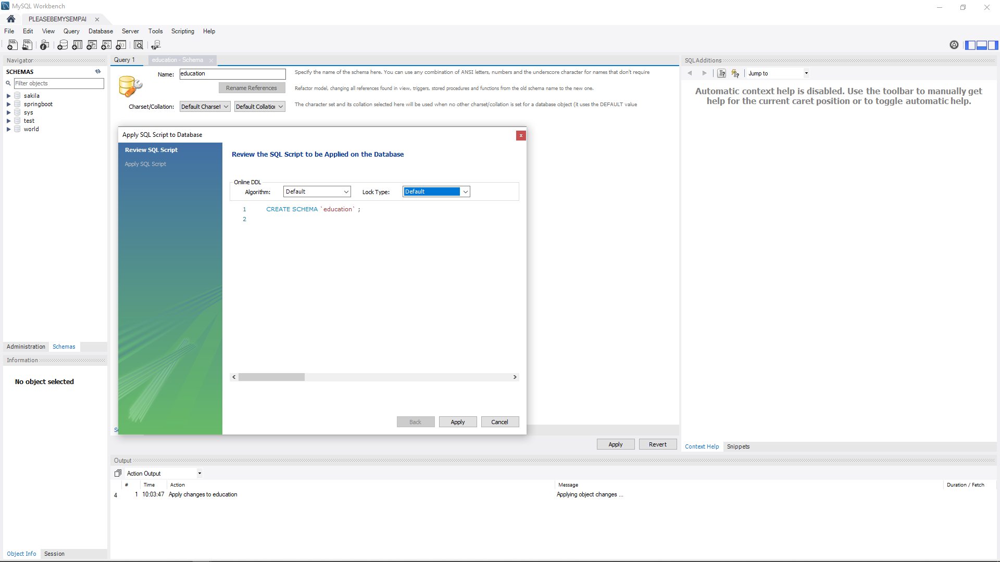 MySQL Workbench
PLEASEBEMYSEMPAI
File Edit View Query Database Server Tools Scripting Help
Navigator
SCHEMAS
Filter objects
sakila
springboot
sys
test
world
Administration Schemas
Information
No object selected
Object Info Session
Query 1 education - Schema
Name: education
Specify the name of the schema here. You can use any combination of ANSI letters, numbers and the underscore character for names that don't require
Rename References
Refactor model, changing all references found in view, triggers, stored procedures and functions from the old schema name to the new one.
Charset/Collation: Default Charset Default Collation
The character set and its collation selected here will be used when no other charset/collation is set for a database object (it uses the DEFAULT value
Apply SQL Script to Database
Review SQL Script
Apply SQL Script
Review the SQL Script to be Applied on the Database
Online DDL
Algorithm: Default Lock Type: Default
1 CREATE SCHEMA `education` ;
2
Back Apply Cancel
Apply Revert
SQLAdditions
Jump to
Automatic context help is disabled. Use the toolbar to manually get
help for the current caret position or to toggle automatic help.
Context Help Snippets
Output
Action Output
# Time Action Message Duration / Fetch
4 1 10:03:47 Apply changes to education Applying object changes ...